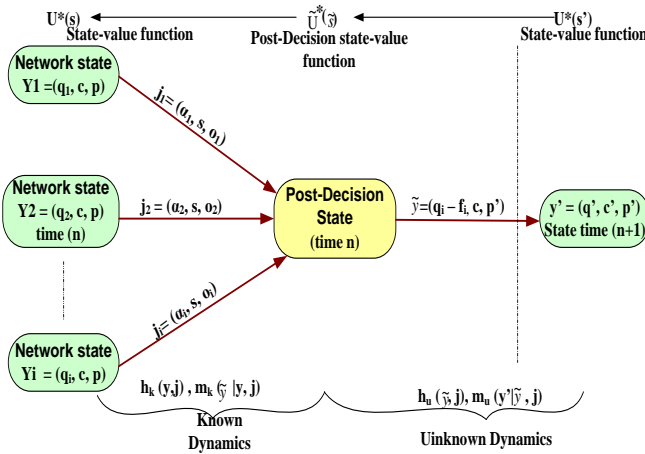 U*(s)
Ũ*(s̃)
U*(s’)
State-value function
Post-Decision state-value
function
State-value function
Network state
Y1 =(q₁, c, p)
j₁= (α₁, s, o₁)
Network state
Y2 = (q₂, c, p)
time (n)
j₂ = (α₂, s, o₂)
Post-Decision
State
(time n)
ỹ=(qᵢ – fᵢ, c, p’)
y’ = (q’, c’, p’)
State time (n+1)
jᵢ= (αᵢ, s, oᵢ)
Network state
Yi = (qᵢ, c, p)
hₖ (y,j) , mₖ (ỹ |y, j)
Known
Dynamics
hᵤ (ỹ, j), mᵤ (y’|ỹ , j)
Uinknown Dynamics